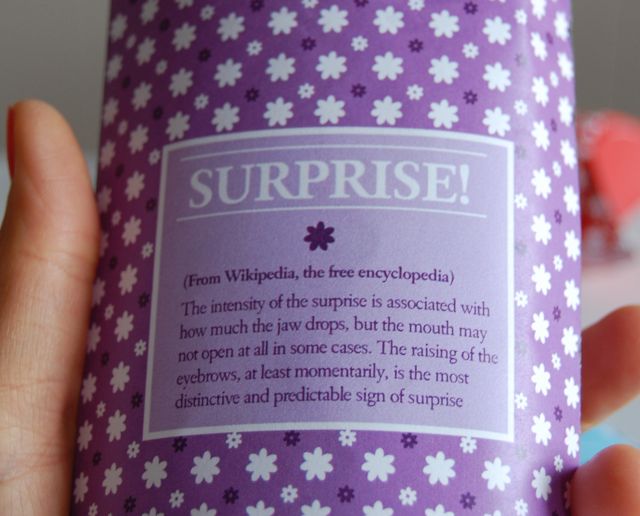 SURPRISE!
(From Wikipedia, the free encyclopedia)
The intensity of the surprise is associated with
how much the jaw drops, but the mouth may
not open at all in some cases. The raising of the
eyebrows, at least momentarily, is the most
distinctive and predictable sign of surprise